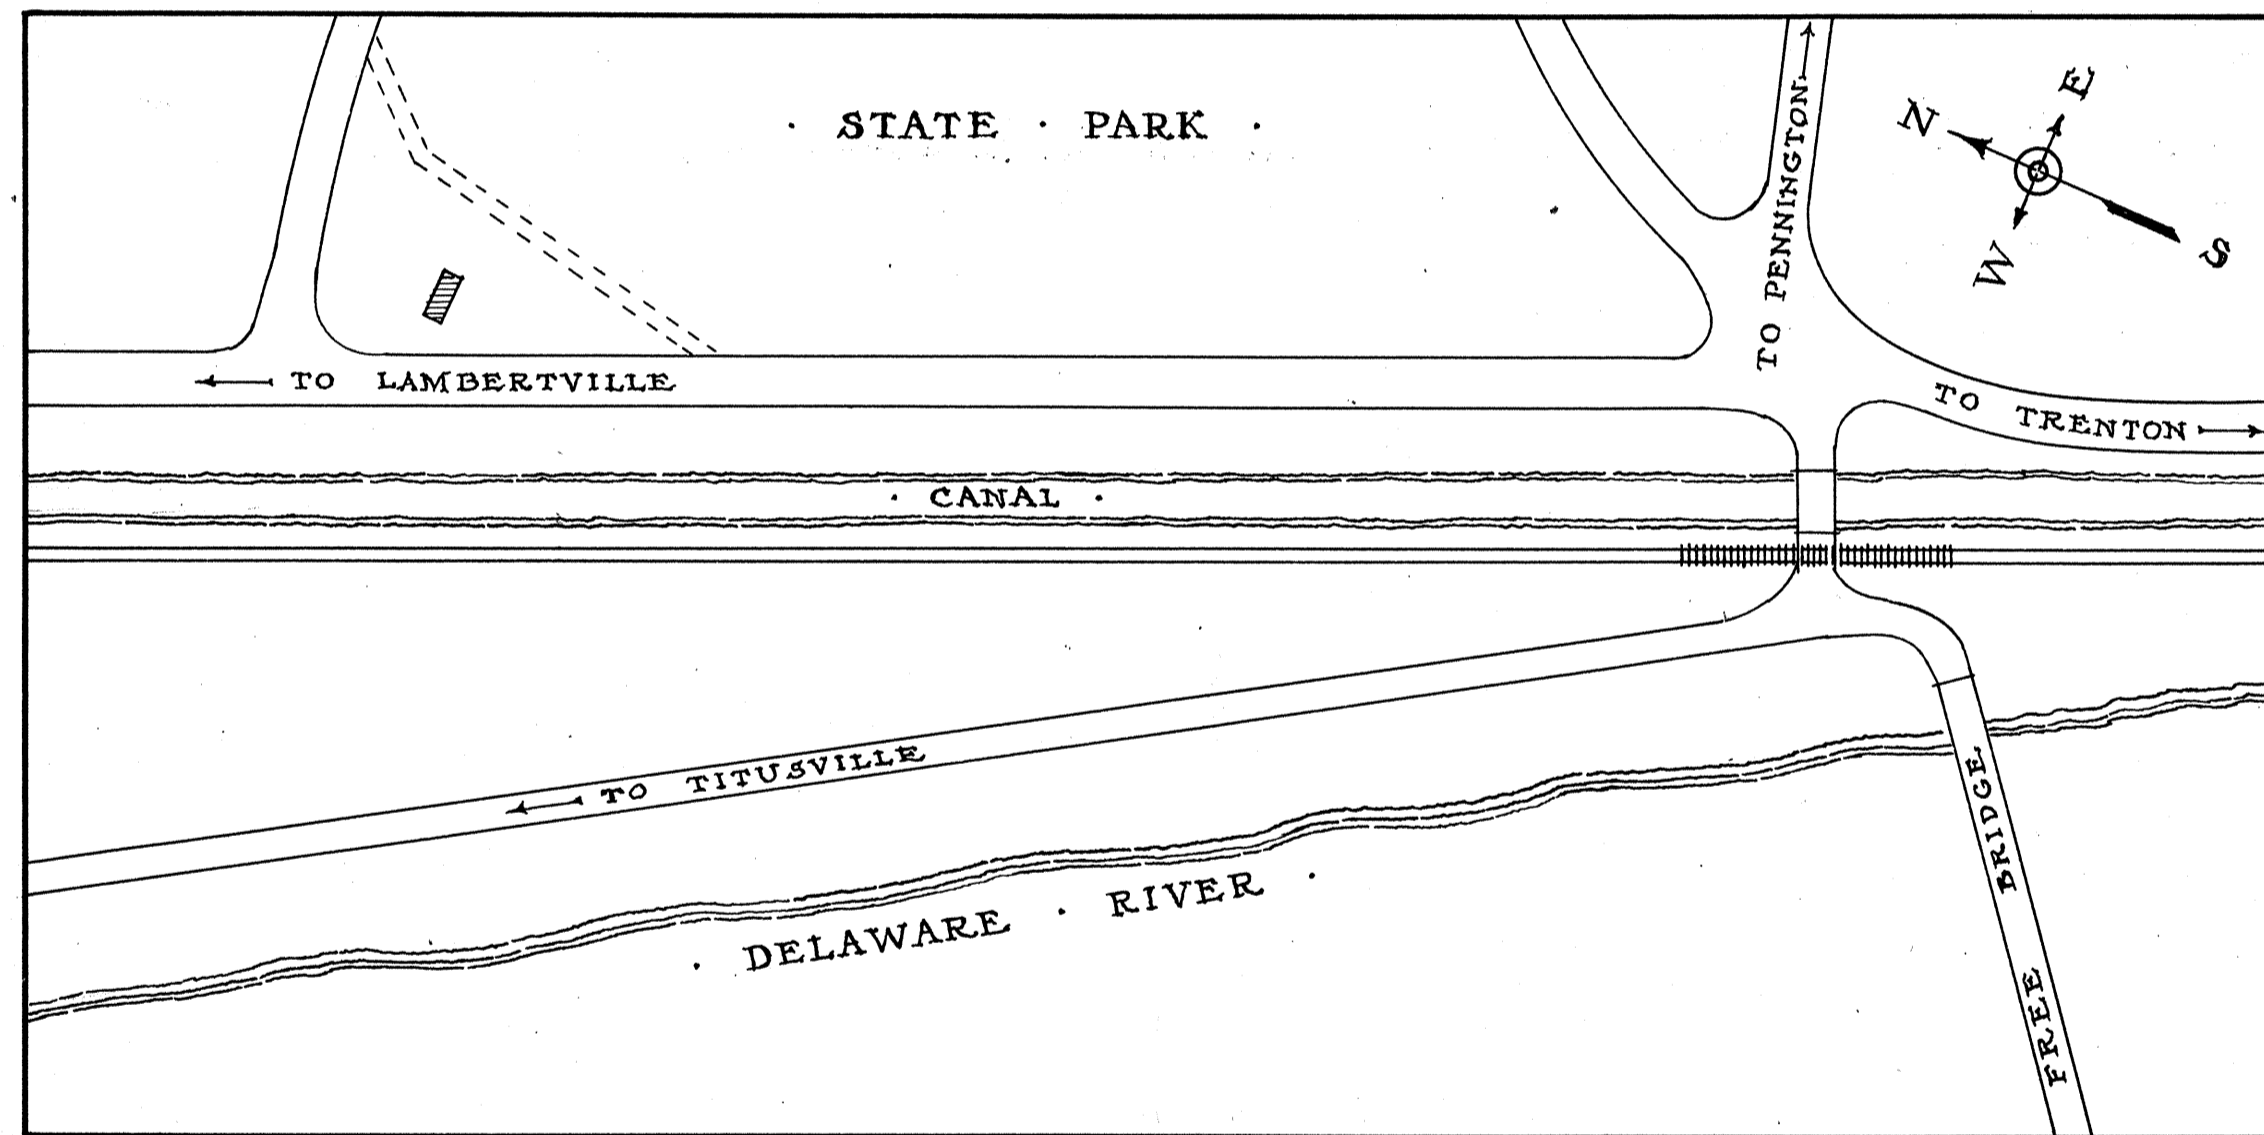 · STATE · PARK ·
TO PENNINGTON
N
E
W
S
TO LAMBERTVILLE
TO TRENTON
· CANAL ·
TO TITUSVILLE
· DELAWARE · RIVER ·
FREE BRIDGE